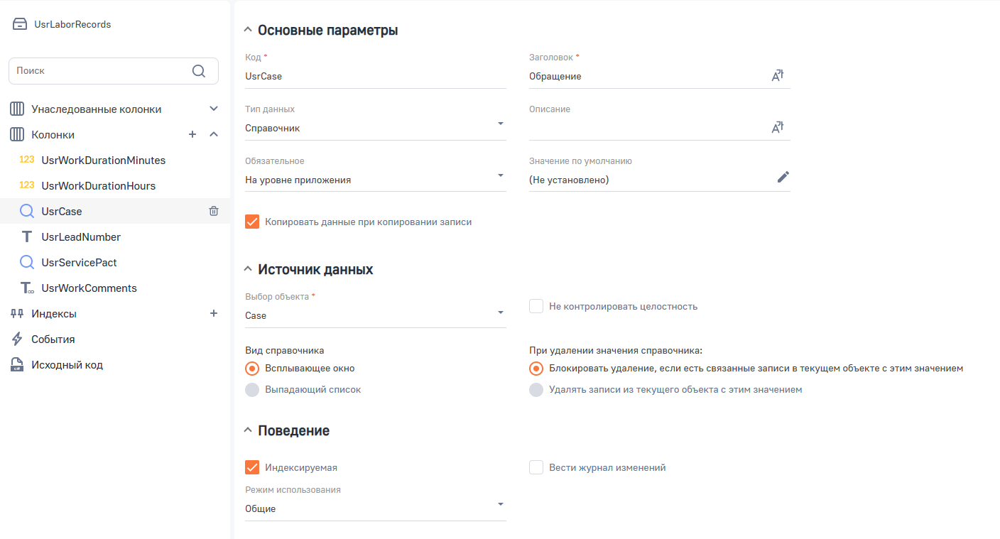 UsrLaborRecords
Поиск
Унаследованные колонки
Колонки
123 UsrWorkDurationMinutes
123 UsrWorkDurationHours
UsrCase
T UsrLeadNumber
UsrServicePact
T UsrWorkComments
Индексы
События
c# Исходный код
Основные параметры
Код *
UsrCase
Заголовок *
Обращение
Тип данных
Справочник
Описание
Обязательное
На уровне приложения
Значение по умолчанию
(Не установлено)
Копировать данные при копировании записи
Источник данных
Выбор объекта *
Case
Не контролировать целостность
Вид справочника
Всплывающее окно
Выпадающий список
При удалении значения справочника:
Блокировать удаление, если есть связанные записи в текущем объекте с этим значением
Удалять записи из текущего объекта с этим значением
Поведение
Индексируемая
Вести журнал изменений
Режим использования
Общие